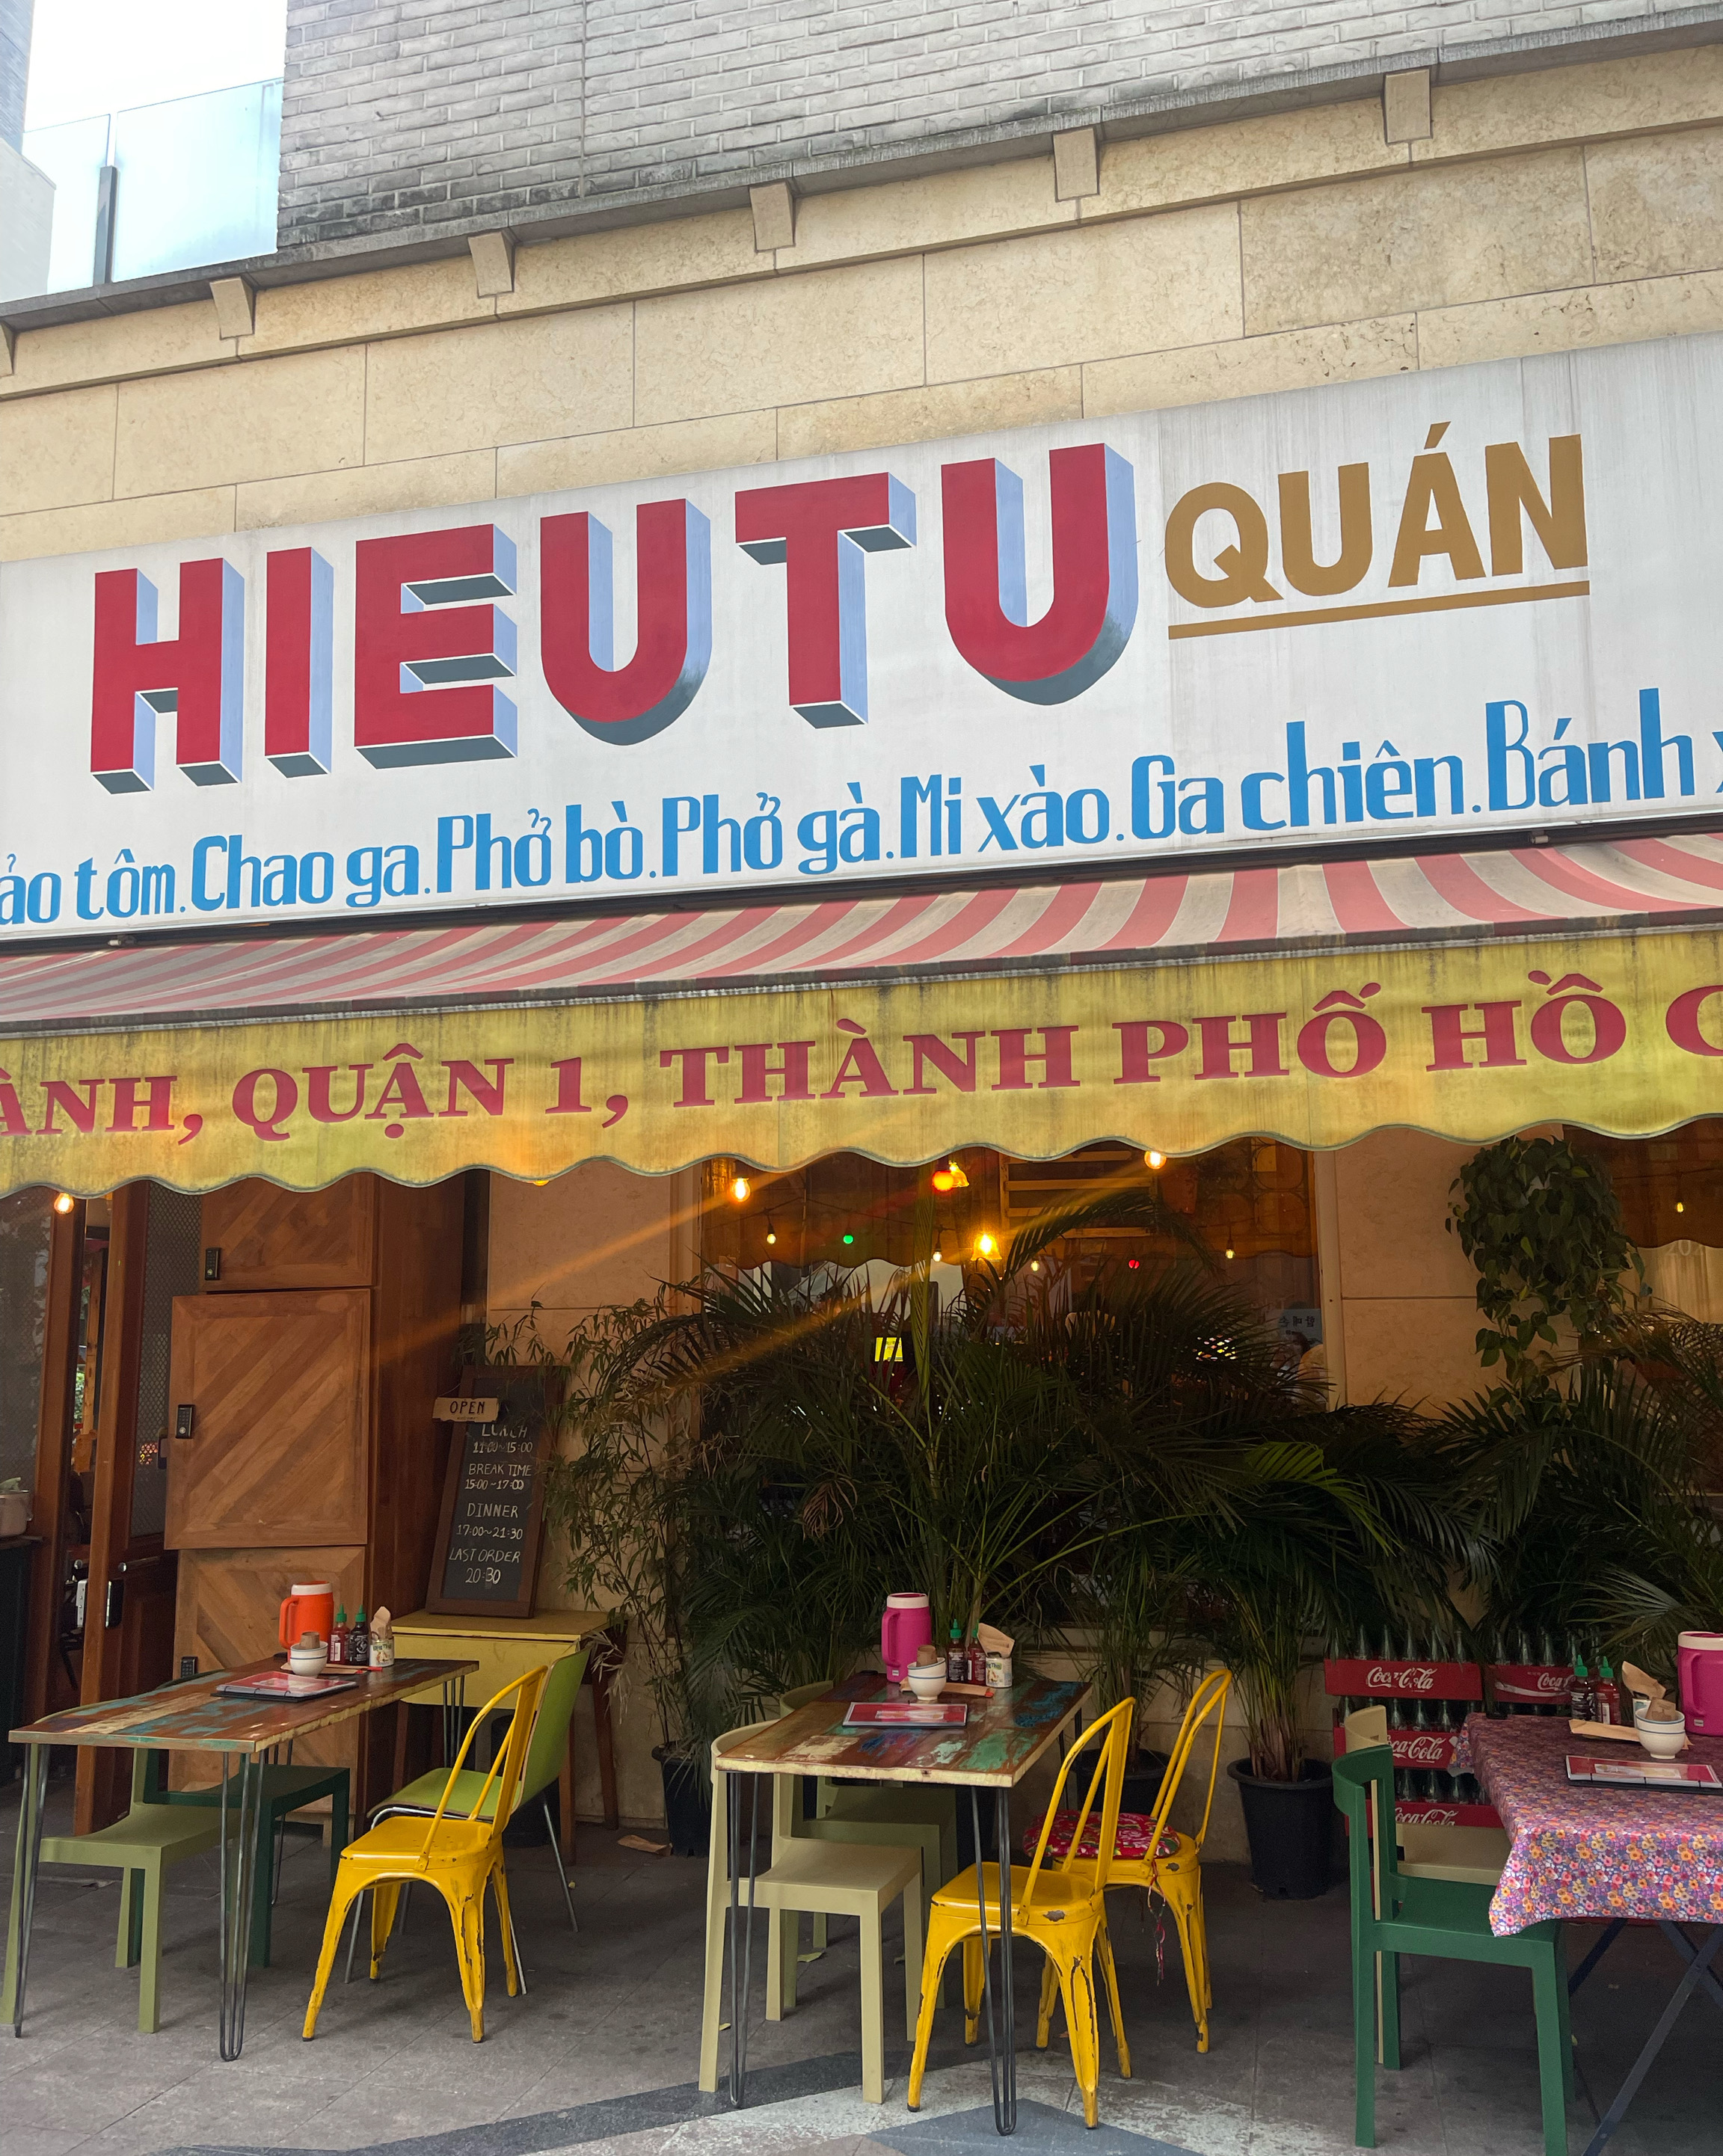 HIEUTU QUÁN
ảo tôm. Chao ga. Phở bò. Phở gà. Mi xào. Ga chiên. Bánh
ÀNH, QUẬN 1, THÀNH PHỐ HỒ C
OPEN
LUNCH
11:00~15:00
BREAK TIME
15:00~17:00
DINNER
17:00~21:30
LAST ORDER
20:30
Coca-Cola
Coca-Cola
Coca-Cola
Coca-Cola